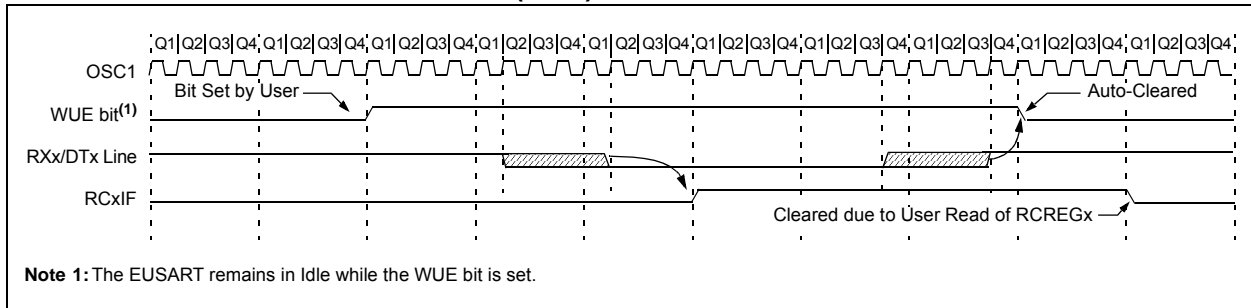 Q1 Q2 Q3 Q4 Q1 Q2 Q3 Q4 Q1 Q2 Q3 Q4 Q1 Q2 Q3 Q4 Q1 Q2 Q3 Q4 Q1 Q2 Q3 Q4 Q1 Q2 Q3 Q4 Q1 Q2 Q3 Q4 Q1 Q2 Q3 Q4 Q1 Q2 Q3 Q4
OSC1
Bit Set by User
Auto-Cleared
WUE bit(1)
RXx/DTx Line
RCxIF
Cleared due to User Read of RCREGx
Note 1: The EUSART remains in Idle while the WUE bit is set.